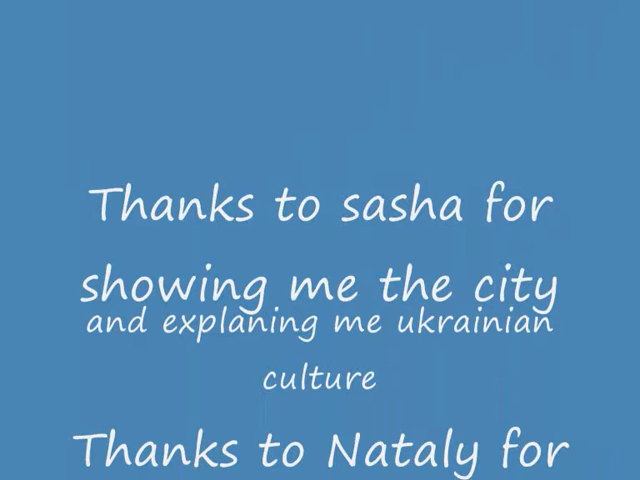 Thanks to sasha for
showing me the city
and explaning me ukrainian
culture
Thanks to Nataly for